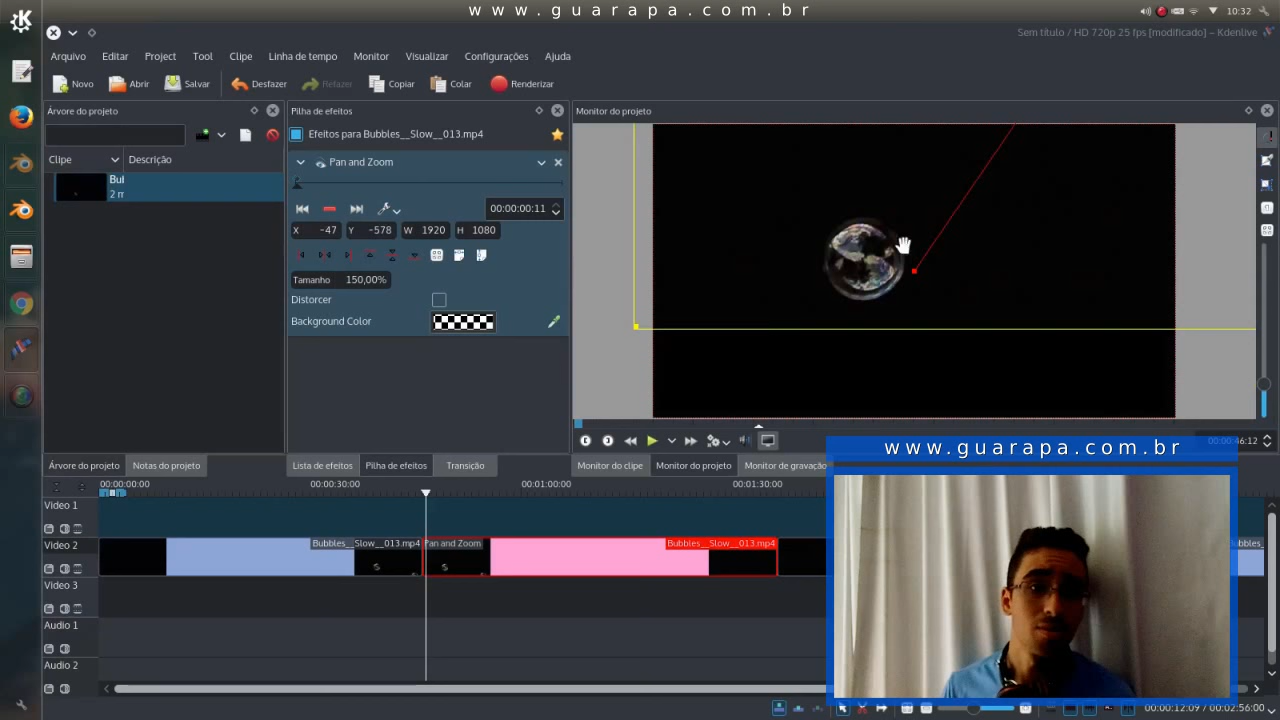 www.guarapa.com.br
10:32
Sem título / HD 720p 25 fps [modificado] – Kdenlive
Arquivo Editar Project Tool Clipe Linha de tempo Monitor Visualizar Configurações Ajuda
Novo Abrir Salvar Desfazer Refazer Copiar Colar Renderizar
Árvore do projeto
Pilha de efeitos
Monitor do projeto
Efeitos para Bubbles__Slow__013.mp4
Clipe Descrição
Pan and Zoom
Bul
2 m
00:00:00:11
X -47 Y -578 W 1920 H 1080
Tamanho 150,00%
Distorcer
Background Color
00:00:46:12
www.guarapa.com.br
Árvore do projeto Notas do projeto Lista de efeitos Pilha de efeitos Transição Monitor do clipe Monitor do projeto Monitor de gravação
00:00:00:00 00:00:30:00 00:01:00:00 00:01:30:00
Video 1
Video 2
Bubbles__Slow__013.mp4 Pan and Zoom Bubbles__Slow__013.mp4
Video 3
Audio 1
Audio 2
00:00:12:09 / 00:02:56:00